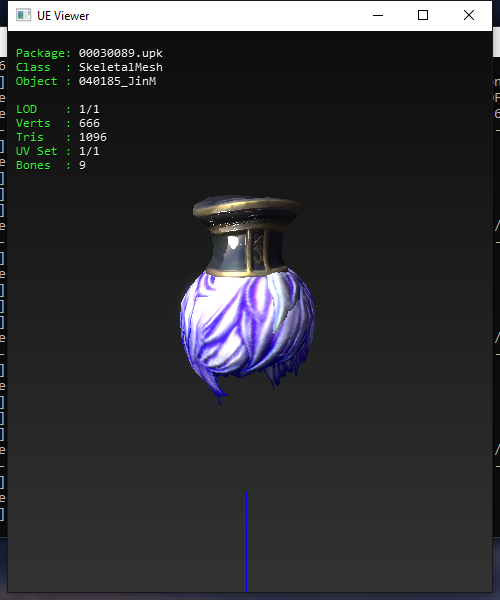 UE Viewer
Package: 00030089.upk
Class  : SkeletalMesh
Object : 040185_JinM
LOD    : 1/1
Verts  : 666
Tris   : 1096
UV Set : 1/1
Bones  : 9